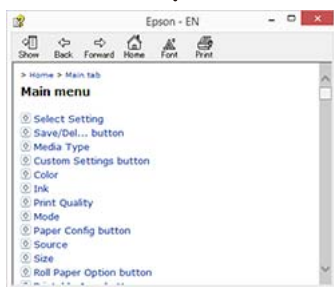 Epson - EN
Show Back Forward Home Font Print
> Home > Main tab
Main menu
Select Setting
Save/Del... button
Media Type
Custom Settings button
Color
Ink
Print Quality
Mode
Paper Config button
Source
Size
Roll Paper Option button